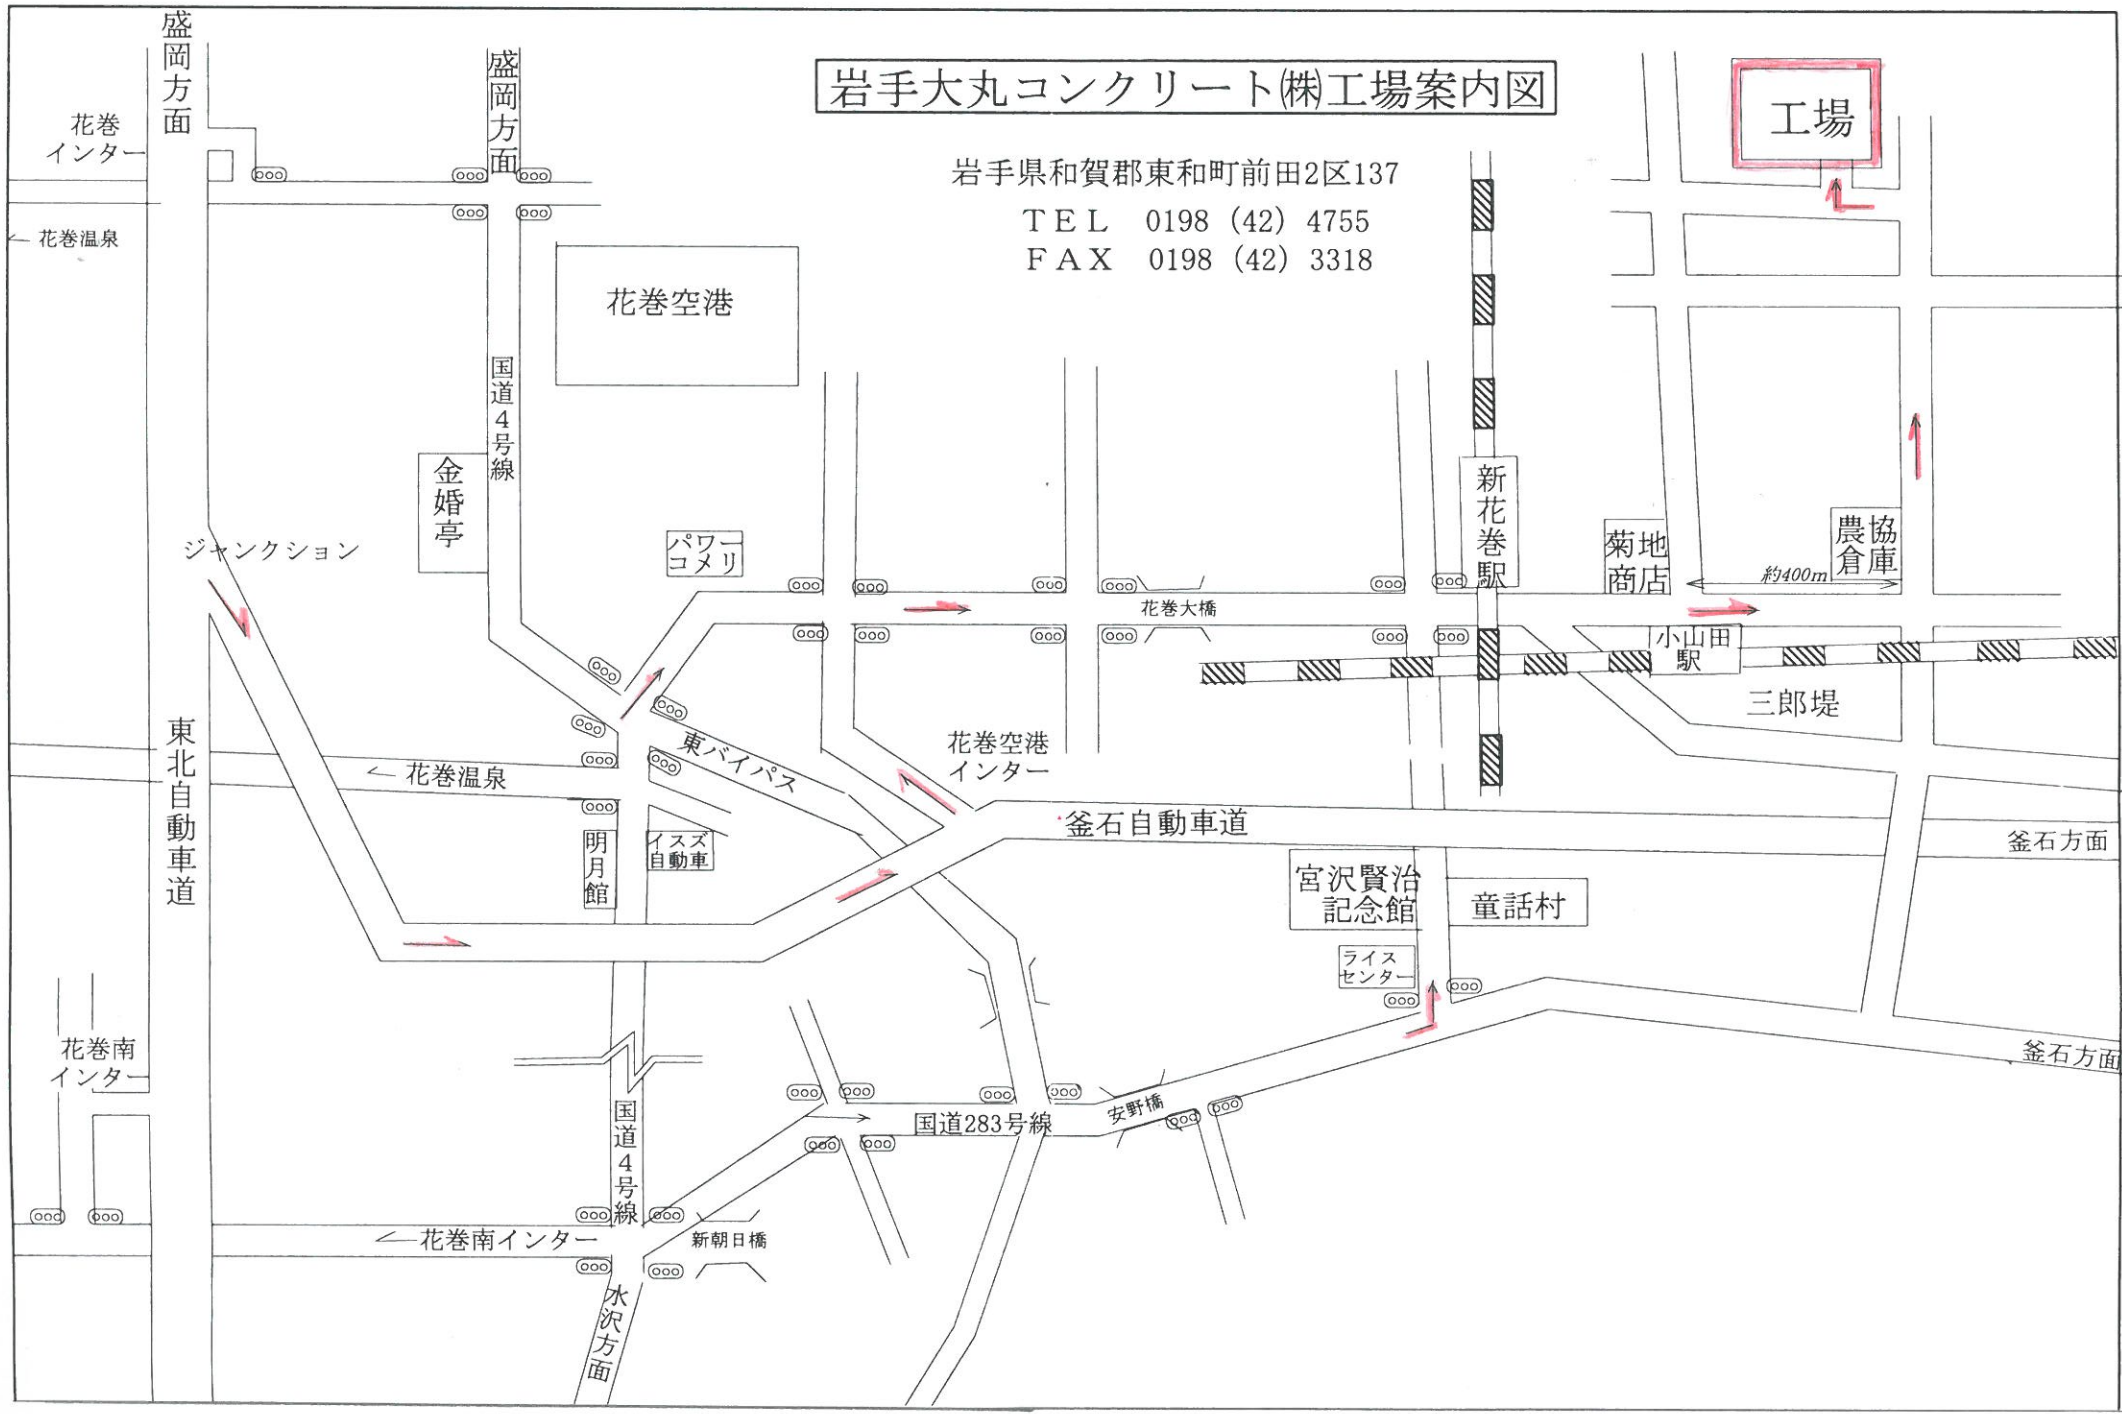 岩手大丸コンクリート㈱工場案内図
岩手県和賀郡東和町前田2区137
TEL 0198 (42) 4755
FAX 0198 (42) 3318
盛岡方面
盛岡方面
花巻
インター
花巻温泉
花巻空港
国道4号線
金婚亭
ジャンクション
パワー
コメリ
新花巻駅
工場
菊地
商店
農協
倉庫
約400m
花巻大橋
小山田
駅
三郎堤
東北自動車道
花巻温泉
東バイパス
花巻空港
インター
明月館
イスズ
自動車
釜石自動車道
釜石方面
宮沢賢治
記念館
童話村
ライス
センター
釜石方面
花巻南
インター
国道4号線
国道283号線
安野橋
花巻南インター
新朝日橋
水沢方面